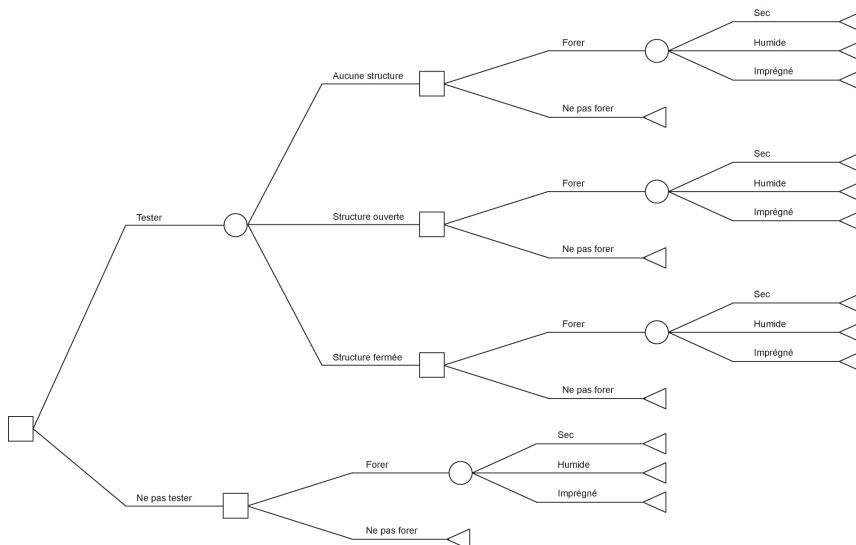 Sec
Forer
Humide
Imprégné
Aucune structure
Ne pas forer
Sec
Forer
Humide
Tester
Structure ouverte
Imprégné
Ne pas forer
Sec
Forer
Humide
Structure fermée
Imprégné
Ne pas forer
Sec
Forer
Humide
Ne pas tester
Imprégné
Ne pas forer